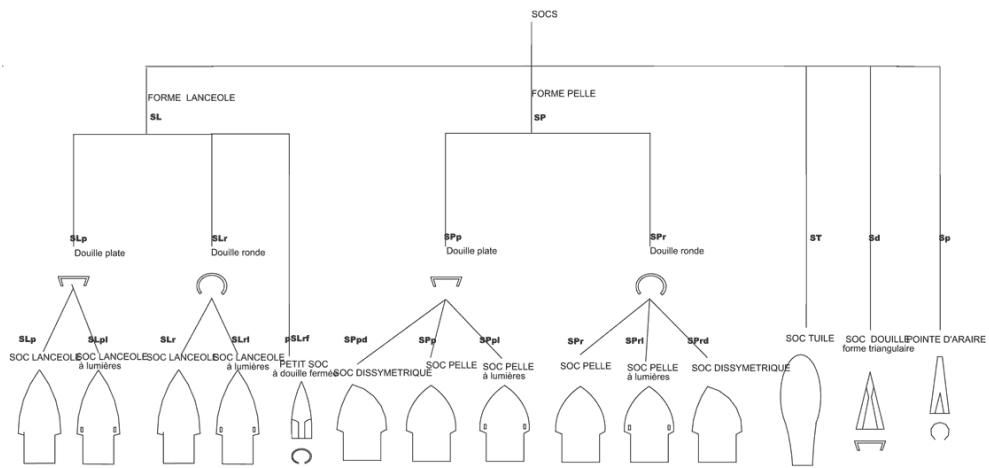 SOCS
FORME LANCEOLE
SL
FORME PELLE
SP
SLp
Douille plate
SLr
Douille ronde
SPp
Douille plate
SPr
Douille ronde
ST
Sd
Sp
SLp
SOC LANCEOLE
SLpl
SOC LANCEOLE
à lumières
SLr
SOC LANCEOLE
SLrl
SOC LANCEOLE
à lumières
pSLrf
PETIT SOC
à douille fermée
SPpd
SOC DISSYMETRIQUE
SPp
SOC PELLE
SPpl
SOC PELLE
à lumières
SPr
SOC PELLE
SPrl
SOC PELLE
à lumières
SPrd
SOC DISSYMETRIQUE
SOC TUILE
SOC DOUILLE
forme triangulaire
POINTE D'ARAIRE